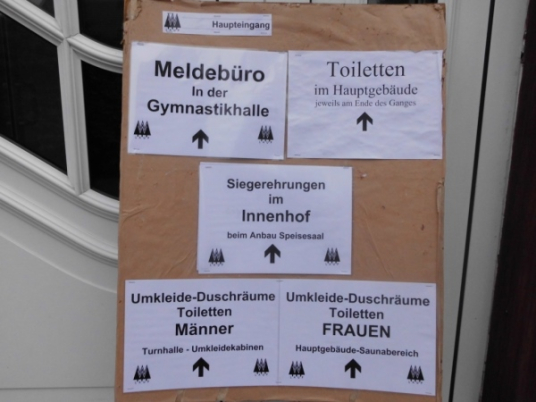 Haupteingang
Meldebüro
In der
Gymnastikhalle
Toiletten
im Hauptgebäude
jeweils am Ende des Ganges
Siegerehrungen
im
Innenhof
beim Anbau Speisesaal
Umkleide-Duschräume
Toiletten
Männer
Turnhalle - Umkleidekabinen
Umkleide-Duschräume
Toiletten
FRAUEN
Hauptgebäude-Saunabereich